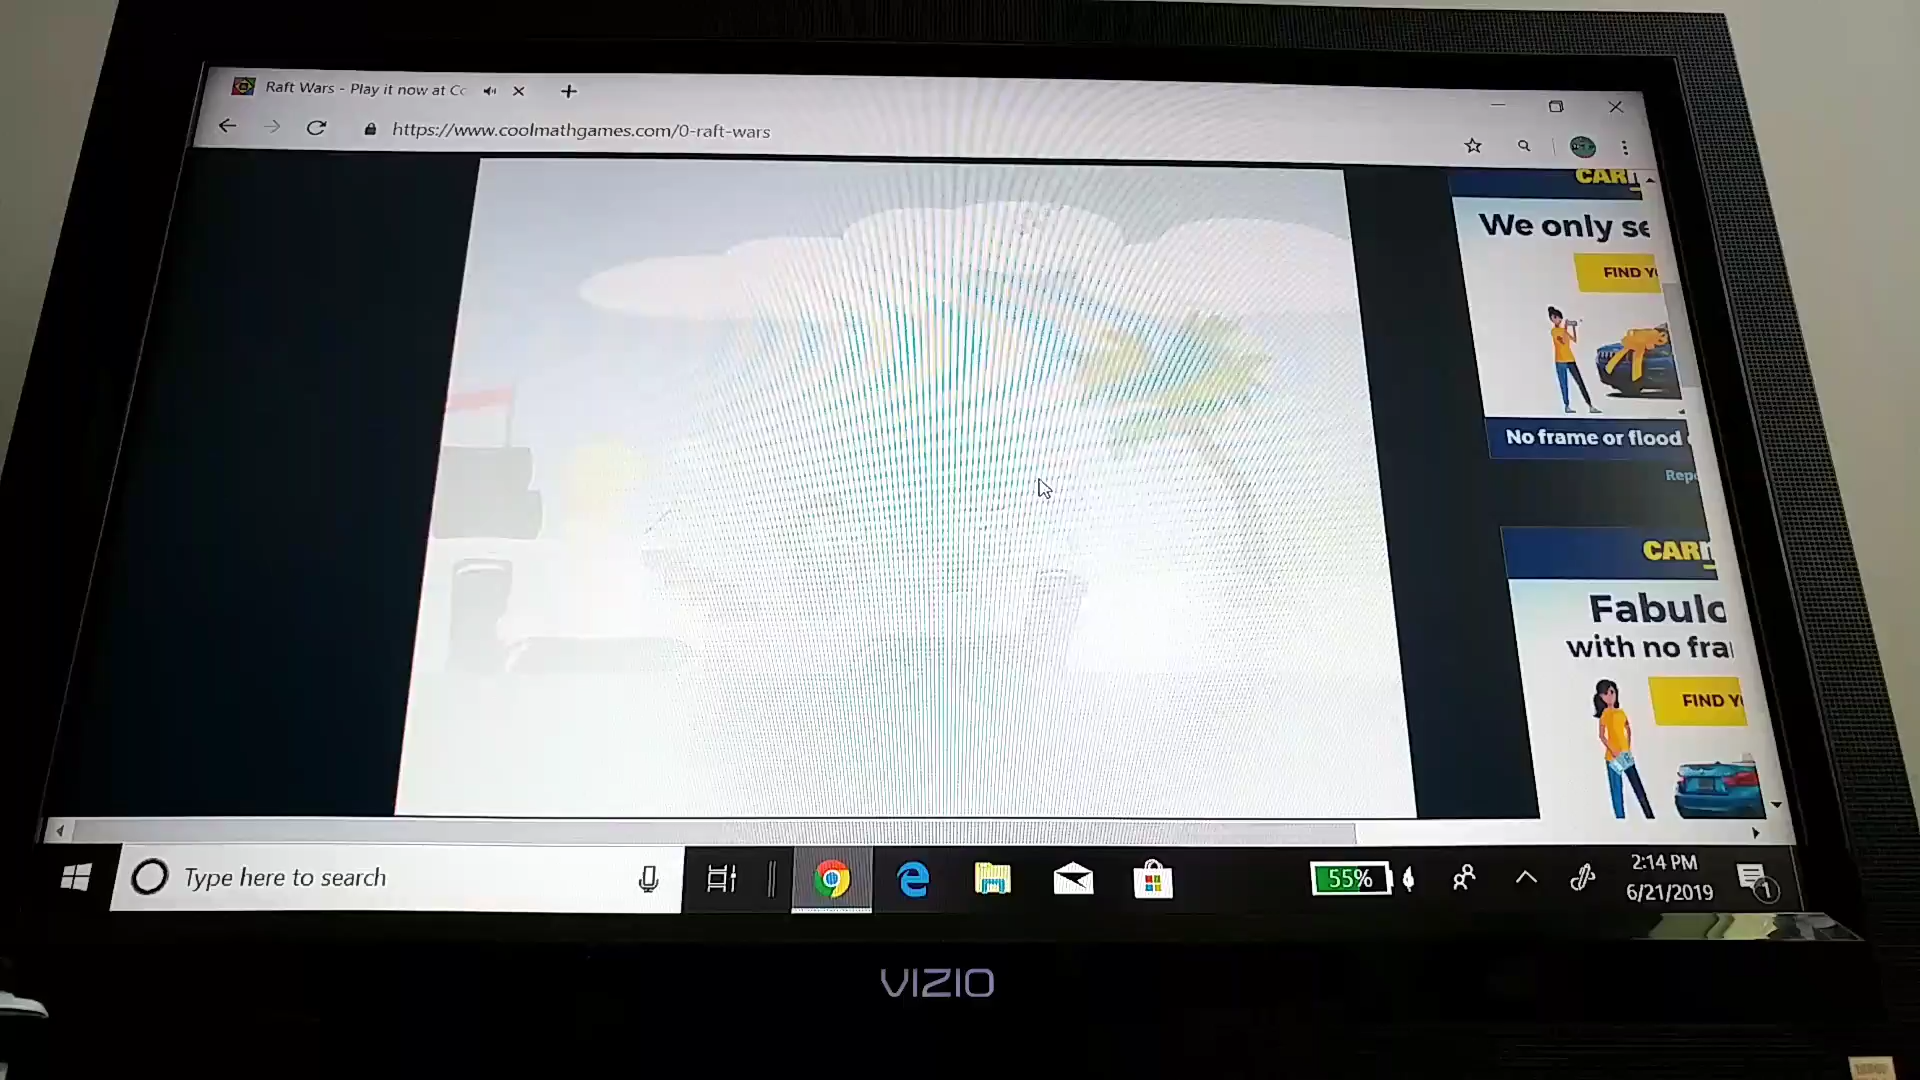 Raft Wars - Play it now at Co
https://www.coolmathgames.com/0-raft-wars
CAR
We only se
FIND Y
No frame or flood
Repo
CAR
Fabulo
with no fra
FIND Y
Type here to search
55%
2:14 PM
6/21/2019
1
VIZIO